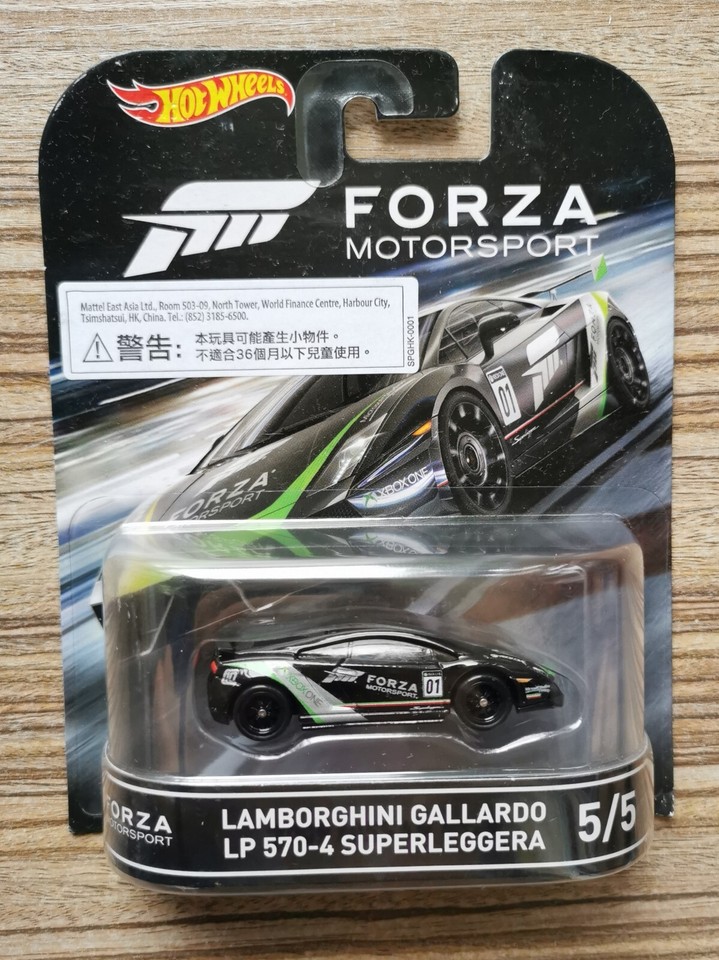 HOT WHEELS
FORZA
MOTORSPORT
Mattel East Asia Ltd., Room 503-09, North Tower, World Finance Centre, Harbour City,
Tsimshatsui, HK, China. Tel.: (852) 3185-6500.
警告:
本玩具可能產生小物件。
不適合36個月以下兒童使用。
SPGHK-0001
01
XBOX ONE
FORZA
MOTORSPORT
XBOX ONE
FORZA
MOTORSPORT
01
FORZA
MOTORSPORT
LAMBORGHINI GALLARDO
LP 570-4 SUPERLEGGERA
5/5